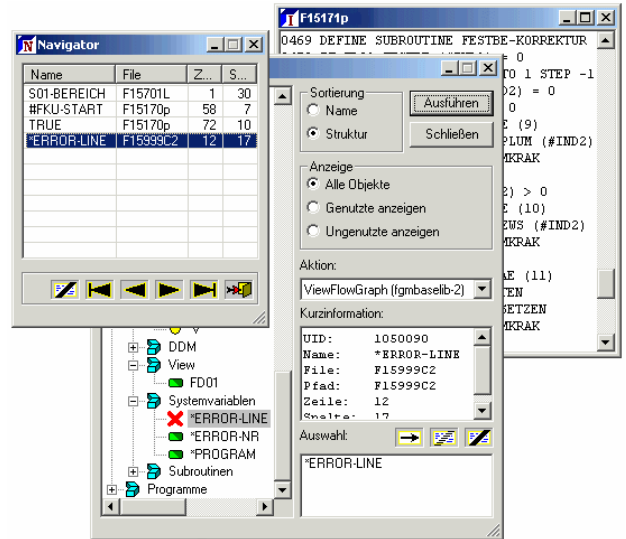 F15171p
0469 DEFINE SUBROUTINE FESTBE-KORREKTUR
= 0
TO 1 STEP -1
D2) = 0
0
E (9)
PLUM (#IND2)
MKRAK
2) > 0
E (10)
EWS (#IND2)
MKRAK
AE (11)
TEN
SETZEN
MKRAK
Navigator
Name File Z... S...
S01-BEREICH F15701L 1 30
#FKU-START F15170p 58 7
TRUE F15170p 72 10
*ERROR-LINE F15999C2 12 17
Sortierung
Name
Struktur
Ausführen
Schließen
Anzeige
Alle Objekte
Genutzte anzeigen
Ungenutzte anzeigen
Aktion:
ViewFlowGraph (fgmbaselib-2)
Kurzinformation:
UID: 1050090
Name: *ERROR-LINE
File: F15999C2
Pfad: F15999C2
Zeile: 12
Spalte: 17
Auswahl:
*ERROR-LINE
DDM
View
FD01
Systemvariablen
*ERROR-LINE
*ERROR-NR
*PROGRAM
Subroutinen
Programme